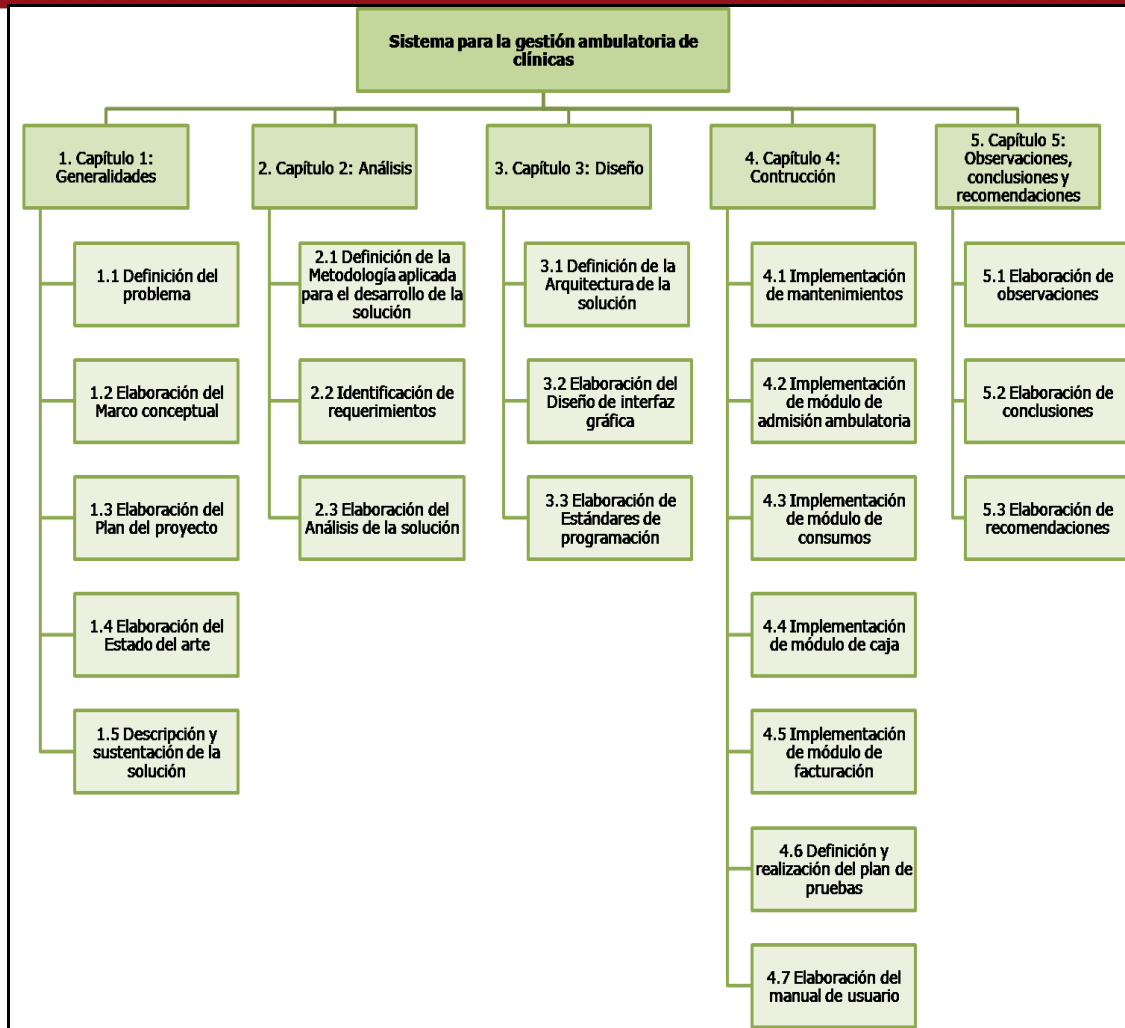 Sistema para la gestión ambulatoria de
clínicas
1. Capítulo 1:
Generalidades
1.1 Definición del
problema
1.2 Elaboración del
Marco conceptual
1.3 Elaboración del
Plan del proyecto
1.4 Elaboración del
Estado del arte
1.5 Descripción y
sustentación de la
solución
2. Capítulo 2: Análisis
2.1 Definición de la
Metodología aplicada
para el desarrollo de la
solución
2.2 Identificación de
requerimientos
2.3 Elaboración del
Análisis de la solución
3. Capítulo 3: Diseño
3.1 Definición de la
Arquitectura de la
solución
3.2 Elaboración del
Diseño de interfaz
gráfica
3.3 Elaboración de
Estándares de
programación
4. Capítulo 4:
Contrucción
4.1 Implementación
de mantenimientos
4.2 Implementación
de módulo de
admisión ambulatoria
4.3 Implementación
de módulo de
consumos
4.4 Implementación
de módulo de caja
4.5 Implementación
de módulo de
facturación
4.6 Definición y
realización del plan de
pruebas
4.7 Elaboración del
manual de usuario
5. Capítulo 5:
Observaciones,
conclusiones y
recomendaciones
5.1 Elaboración de
observaciones
5.2 Elaboración de
conclusiones
5.3 Elaboración de
recomendaciones